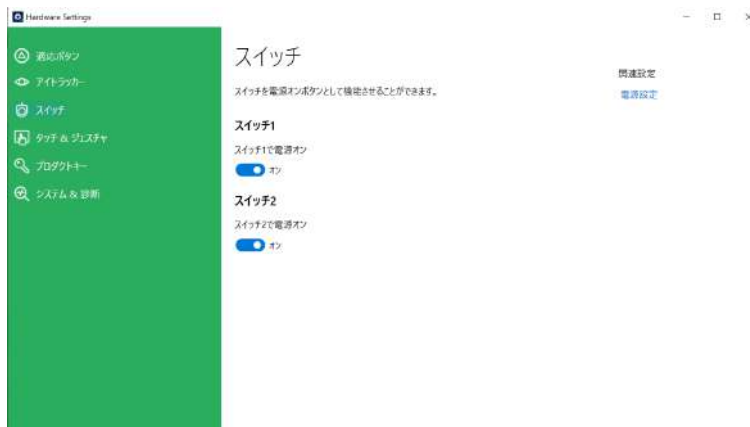 Hardware Settings
適応ボタン
アイトラッカー
スイッチ
タッチ & ジェスチャ
プロダクトキー
システム & 診断
スイッチ
スイッチを電源オンボタンとして機能させることができます。
スイッチ1
スイッチ1で電源オン
オン
スイッチ2
スイッチ2で電源オン
オン
関連設定
電源設定